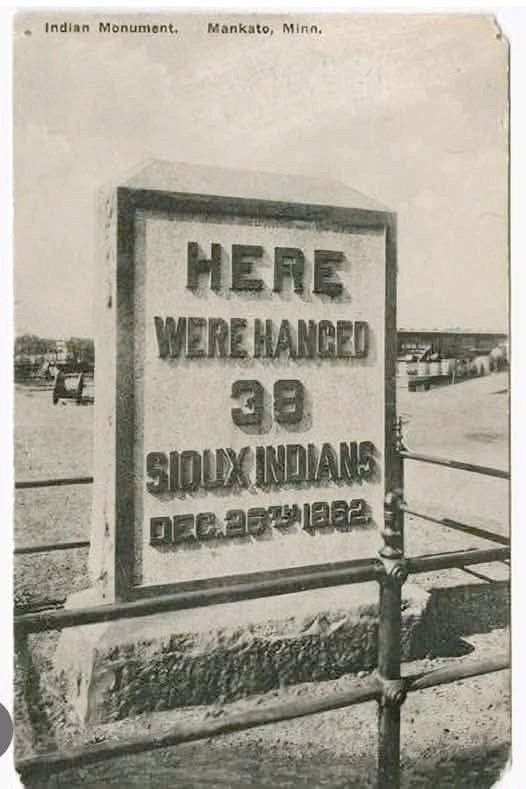 Indian Monument. Mankato, Minn.
HERE
WERE HANGED
38
SIOUX INDIANS
DEC. 26TH 1862